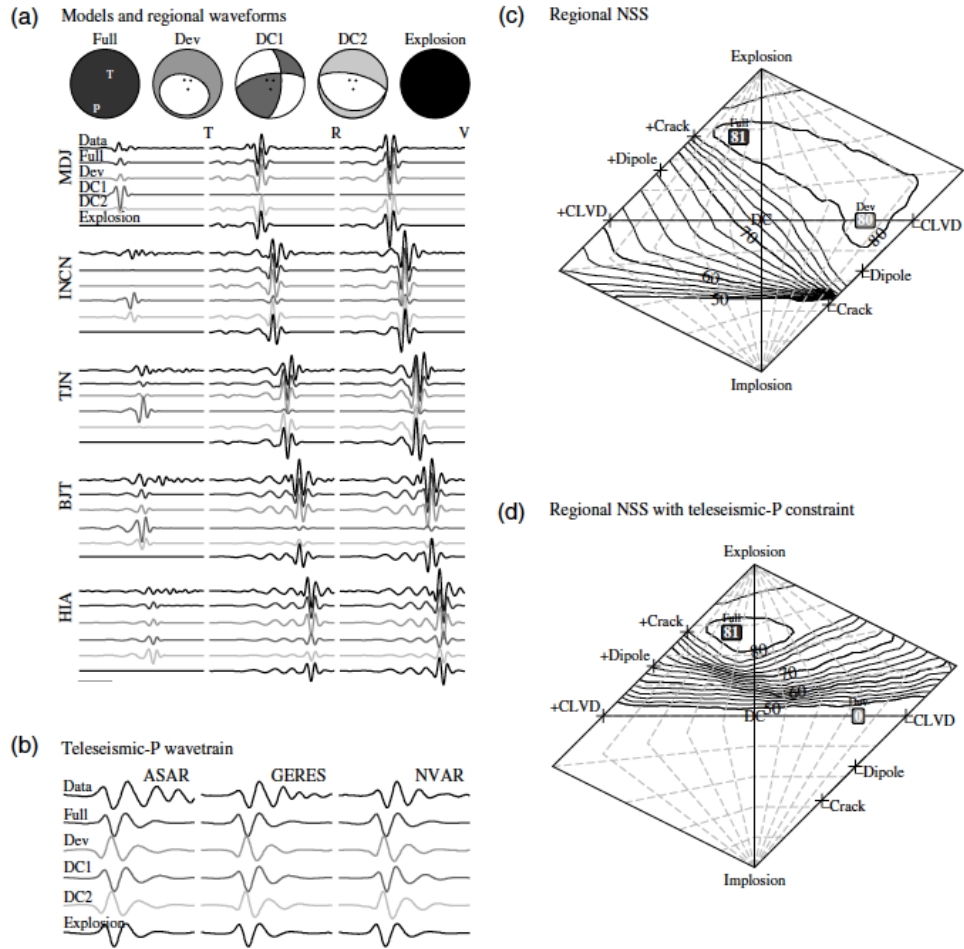 (a) Models and regional waveforms
Full Dev DC1 DC2 Explosion
T
P
T R V
MDJ
Data
Full
Dev
DC1
DC2
Explosion
INCN
TJN
BJT
HIA
(b) Teleseismic-P wavetrain
ASAR GERES NVAR
Data
Full
Dev
DC1
DC2
Explosion
(c) Regional NSS
Explosion
+Crack
Full
81
+Dipole
+CLVD
DC
Dev
80
80
70
-CLVD
60
-Dipole
50
-Crack
Implosion
(d) Regional NSS with teleseismic-P constraint
Explosion
+Crack
Full
81
80
+Dipole
70
60
50
+CLVD
DC
Dev
0
-CLVD
-Dipole
-Crack
Implosion